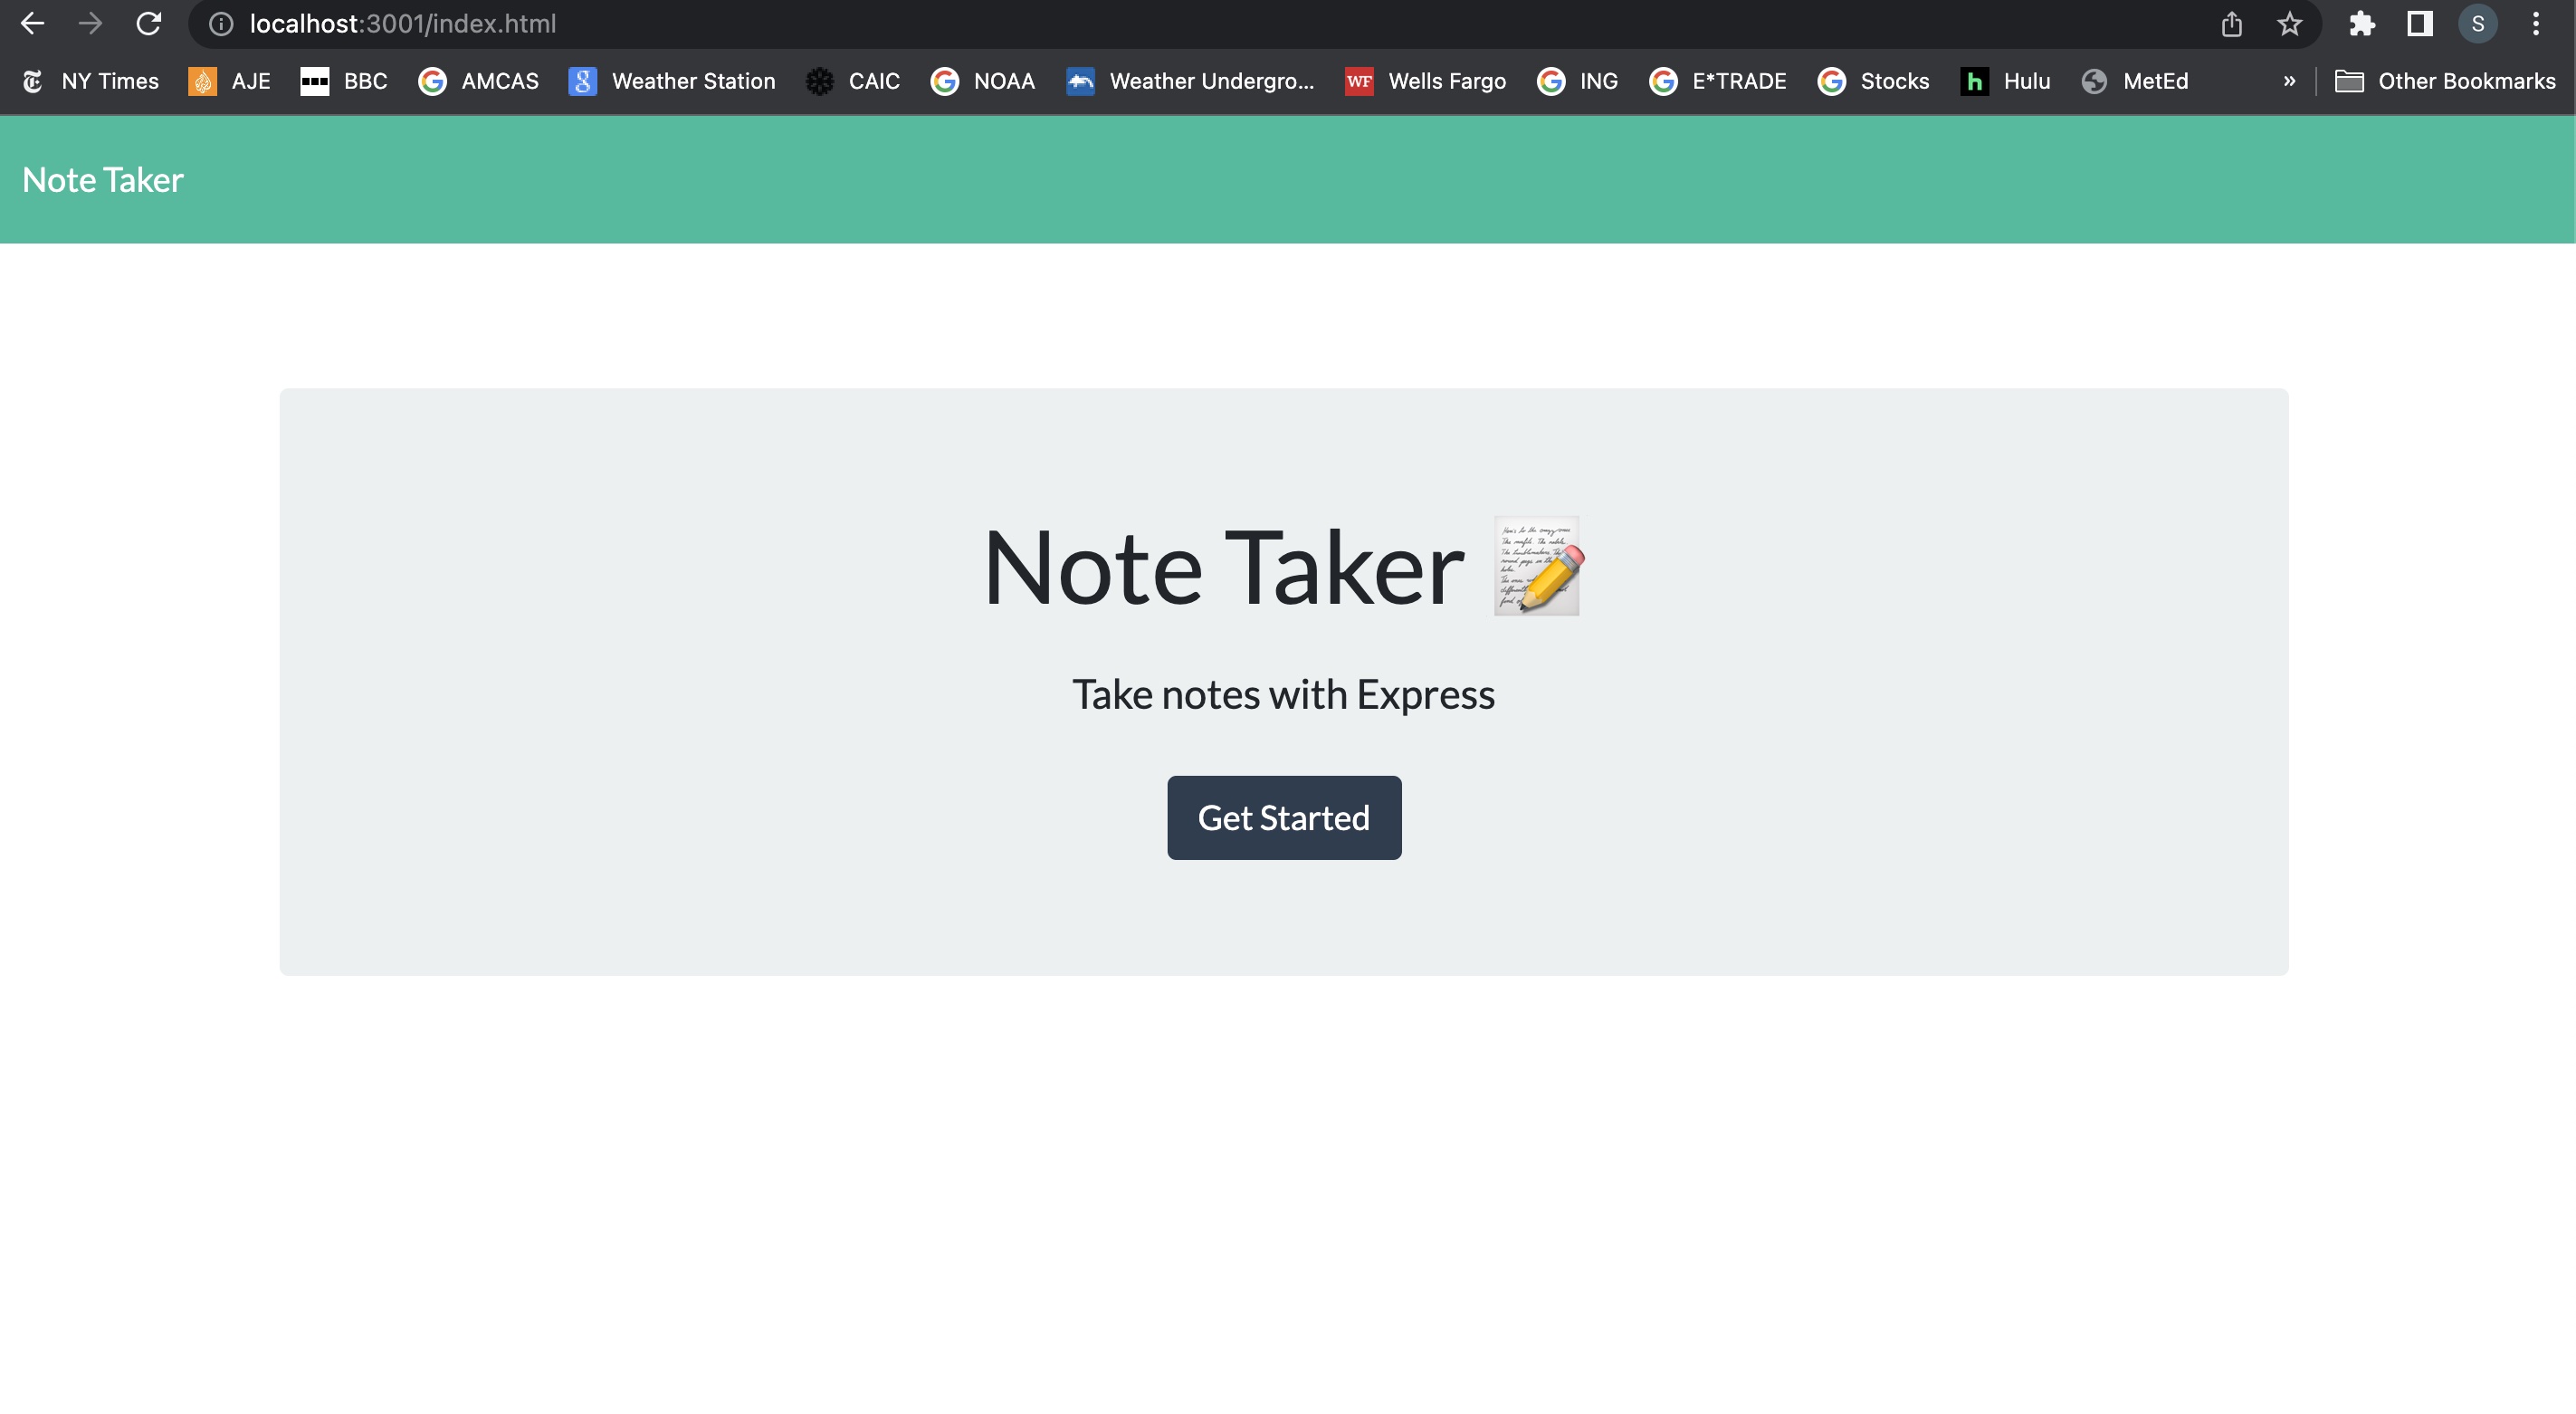 localhost:3001/index.html
S
NY Times AJE BBC AMCAS Weather Station CAIC NOAA Weather Undergro... WF Wells Fargo ING E*TRADE Stocks h Hulu MetEd » Other Bookmarks
Note Taker
Note Taker
Take notes with Express
Get Started